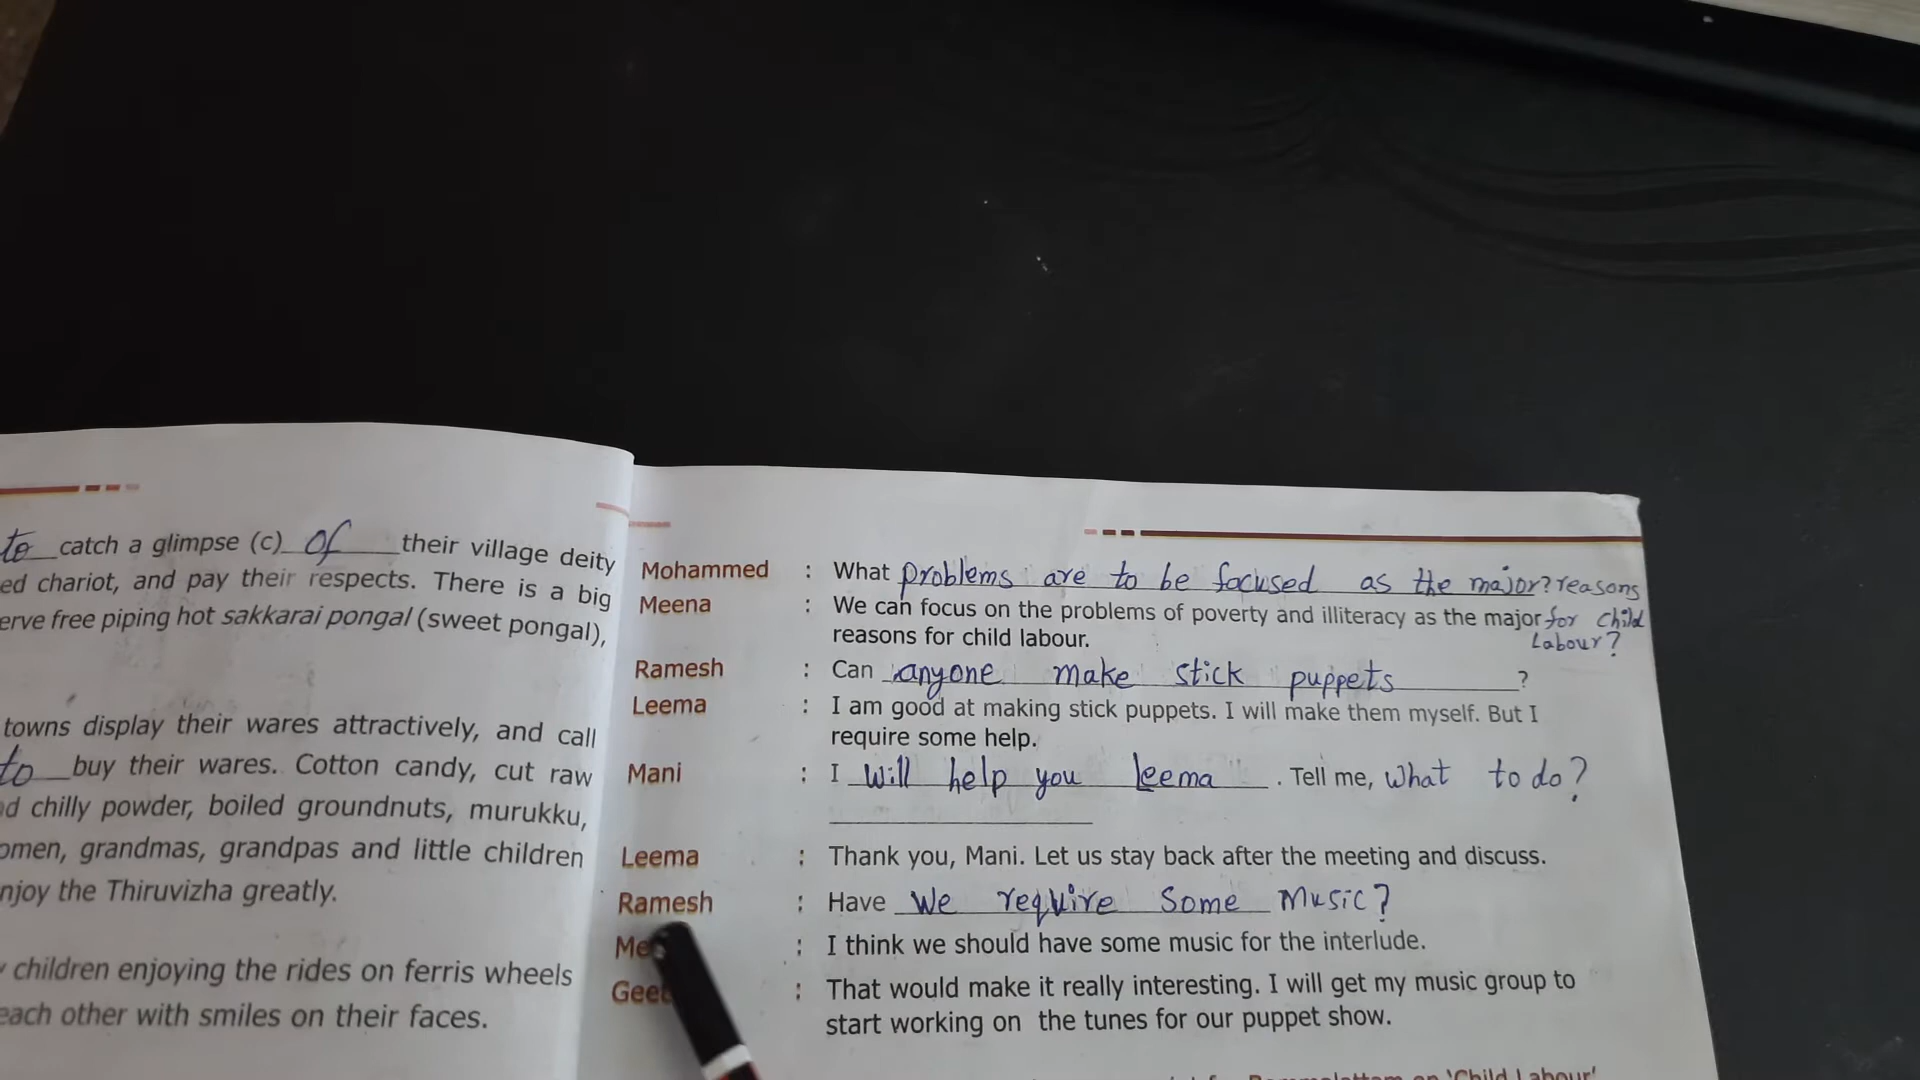 to catch a glimpse (c) of their village deity
ed chariot, and pay their respects. There is a big
erve free piping hot sakkarai pongal (sweet pongal),
towns display their wares attractively, and call
to buy their wares. Cotton candy, cut raw
d chilly powder, boiled groundnuts, murukku,
omen, grandmas, grandpas and little children
njoy the Thiruvizha greatly.
y children enjoying the rides on ferris wheels
each other with smiles on their faces.
Mohammed : What problems are to be focused as the major? reasons
Meena : We can focus on the problems of poverty and illiteracy as the major for child
reasons for child labour. Labour?
Ramesh : Can anyone make stick puppets ?
Leema : I am good at making stick puppets. I will make them myself. But I
require some help.
Mani : I will help you Leema . Tell me, what to do?
Leema : Thank you, Mani. Let us stay back after the meeting and discuss.
Ramesh : Have We require Some Music?
Me : I think we should have some music for the interlude.
Geet : That would make it really interesting. I will get my music group to
start working on the tunes for our puppet show.
on 'Child Labour'